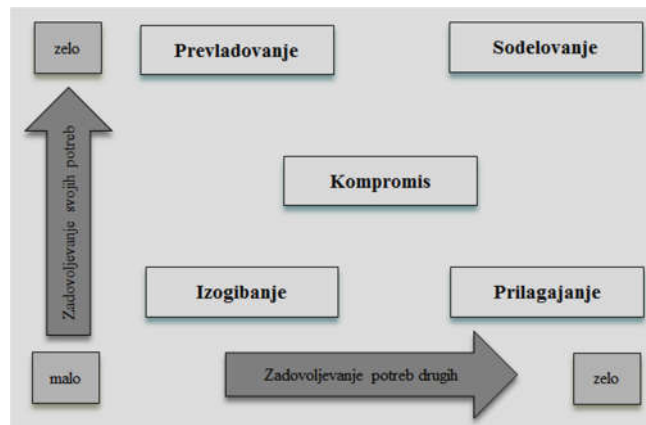 zelo
Prevladovanje
Sodelovanje
Zadovoljevanje svojih potreb
Kompromis
Izogibanje
Prilagajanje
malo
Zadovoljevanje potreb drugih
zelo